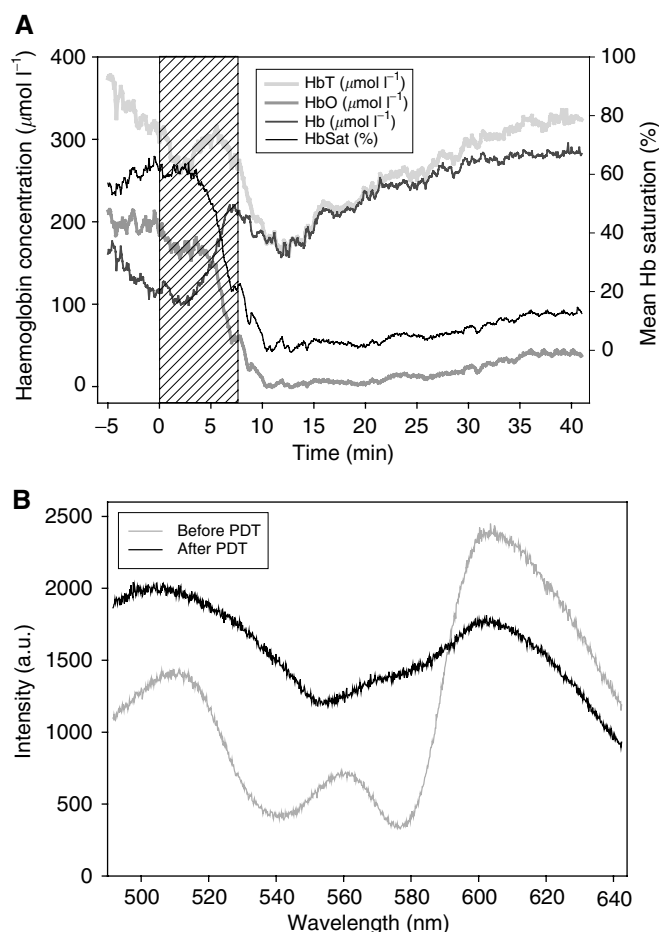 A
Haemoglobin concentration (μmol l⁻¹)
400
300
200
100
0
HbT (μmol l⁻¹)
HbO (μmol l⁻¹)
Hb (μmol l⁻¹)
HbSat (%)
100
80
60
40
20
0
Mean Hb saturation (%)
−5 0 5 10 15 20 25 30 35 40
Time (min)
B
Intensity (a.u.)
2500
2000
1500
1000
500
0
Before PDT
After PDT
500 520 540 560 580 600 620 640
Wavelength (nm)